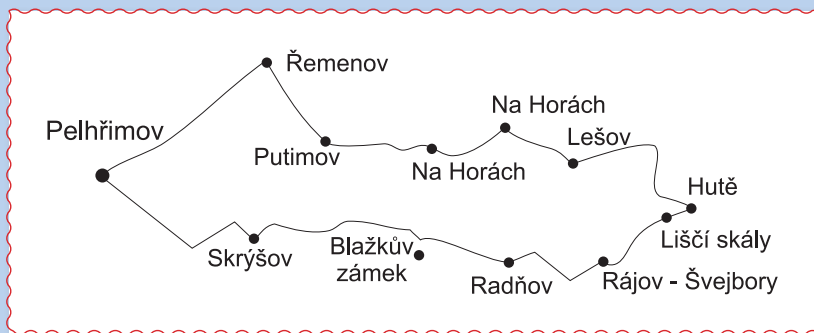 Řemenov
Pelhřimov
Na Horách
Lešov
Putimov
Na Horách
Hutě
Liščí skály
Skrýšov
Blažkův
zámek
Radňov
Rájov - Švejbory